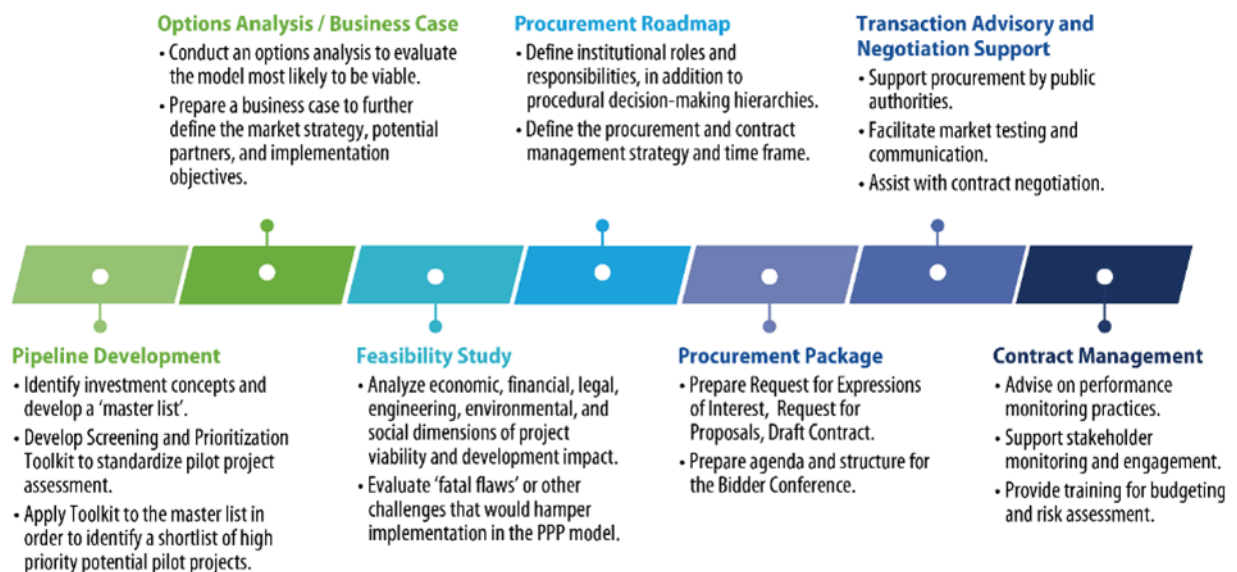 Options Analysis / Business Case
• Conduct an options analysis to evaluate
the model most likely to be viable.
• Prepare a business case to further
define the market strategy, potential
partners, and implementation
objectives.
Procurement Roadmap
• Define institutional roles and
responsibilities, in addition to
procedural decision-making hierarchies.
• Define the procurement and contract
management strategy and time frame.
Transaction Advisory and
Negotiation Support
• Support procurement by public
authorities.
• Facilitate market testing and
communication.
• Assist with contract negotiation.
Pipeline Development
• Identify investment concepts and
develop a ‘master list’.
• Develop Screening and Prioritization
Toolkit to standardize pilot project
assessment.
• Apply Toolkit to the master list in
order to identify a shortlist of high
priority potential pilot projects.
Feasibility Study
• Analyze economic, financial, legal,
engineering, environmental, and
social dimensions of project
viability and development impact.
• Evaluate ‘fatal flaws’ or other
challenges that would hamper
implementation in the PPP model.
Procurement Package
• Prepare Request for Expressions
of Interest, Request for
Proposals, Draft Contract.
• Prepare agenda and structure for
the Bidder Conference.
Contract Management
• Advise on performance
monitoring practices.
• Support stakeholder
monitoring and engagement.
• Provide training for budgeting
and risk assessment.